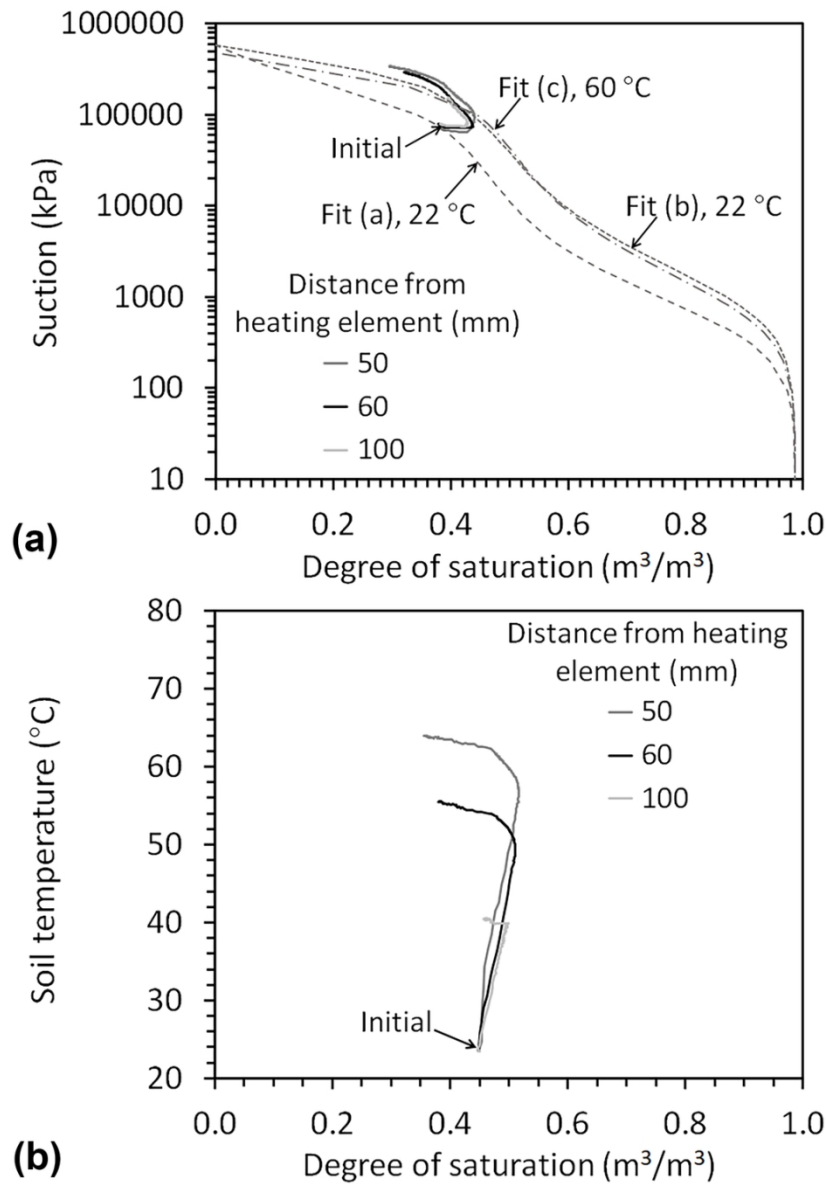 1000000
100000
10000
1000
100
10
Suction (kPa)
Fit (c), 60 °C
Initial
Fit (a), 22 °C
Fit (b), 22 °C
Distance from
heating element (mm)
50
60
100
0.0 0.2 0.4 0.6 0.8 1.0
(a)
Degree of saturation (m³/m³)
80
70
60
50
40
30
20
Soil temperature (°C)
Distance from heating
element (mm)
50
60
100
Initial
0.0 0.2 0.4 0.6 0.8 1.0
(b)
Degree of saturation (m³/m³)